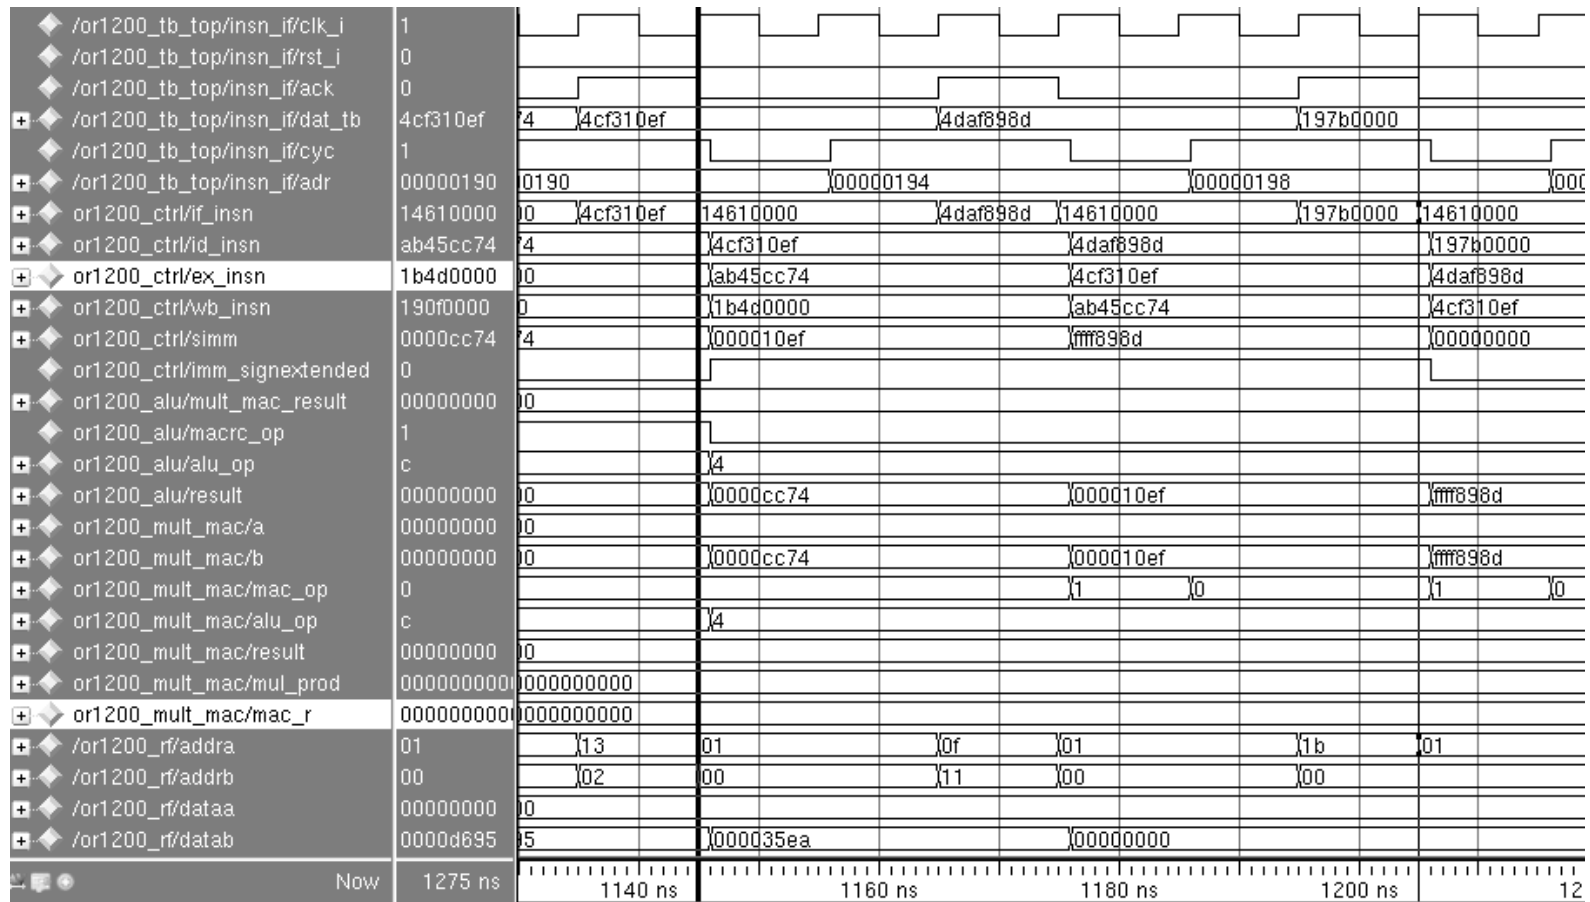 /or1200_tb_top/insn_if/clk_i 1
/or1200_tb_top/insn_if/rst_i 0
/or1200_tb_top/insn_if/ack 0
/or1200_tb_top/insn_if/dat_tb 4cf310ef 74 4cf310ef 4daf898d 197b0000
/or1200_tb_top/insn_if/cyc 1
/or1200_tb_top/insn_if/adr 00000190 0190 00000194 00000198 000
or1200_ctrl/if_insn 14610000 00 4cf310ef 14610000 4daf898d 14610000 197b0000 14610000
or1200_ctrl/id_insn ab45cc74 74 4cf310ef 4daf898d 197b0000
or1200_ctrl/ex_insn 1b4d0000 00 ab45cc74 4cf310ef 4daf898d
or1200_ctrl/wb_insn 190f0000 0 1b4d0000 ab45cc74 4cf310ef
or1200_ctrl/simm 0000cc74 74 000010ef ffff898d 00000000
or1200_ctrl/imm_signextended 0
or1200_alu/mult_mac_result 00000000 00
or1200_alu/macrc_op 1
or1200_alu/alu_op c 4
or1200_alu/result 00000000 00 0000cc74 000010ef ffff898d
or1200_mult_mac/a 00000000 00
or1200_mult_mac/b 00000000 00 0000cc74 000010ef ffff898d
or1200_mult_mac/mac_op 0 1 0 1 0
or1200_mult_mac/alu_op c 4
or1200_mult_mac/result 00000000 00
or1200_mult_mac/mul_prod 0000000000 0000000000
or1200_mult_mac/mac_r 0000000000 0000000000
/or1200_rf/addra 01 13 01 0f 01 1b 01
/or1200_rf/addrb 00 02 00 11 00 00
/or1200_rf/dataa 00000000 00
/or1200_rf/datab 0000d695 95 000035ea 00000000
Now 1275 ns 1140 ns 1160 ns 1180 ns 1200 ns 12